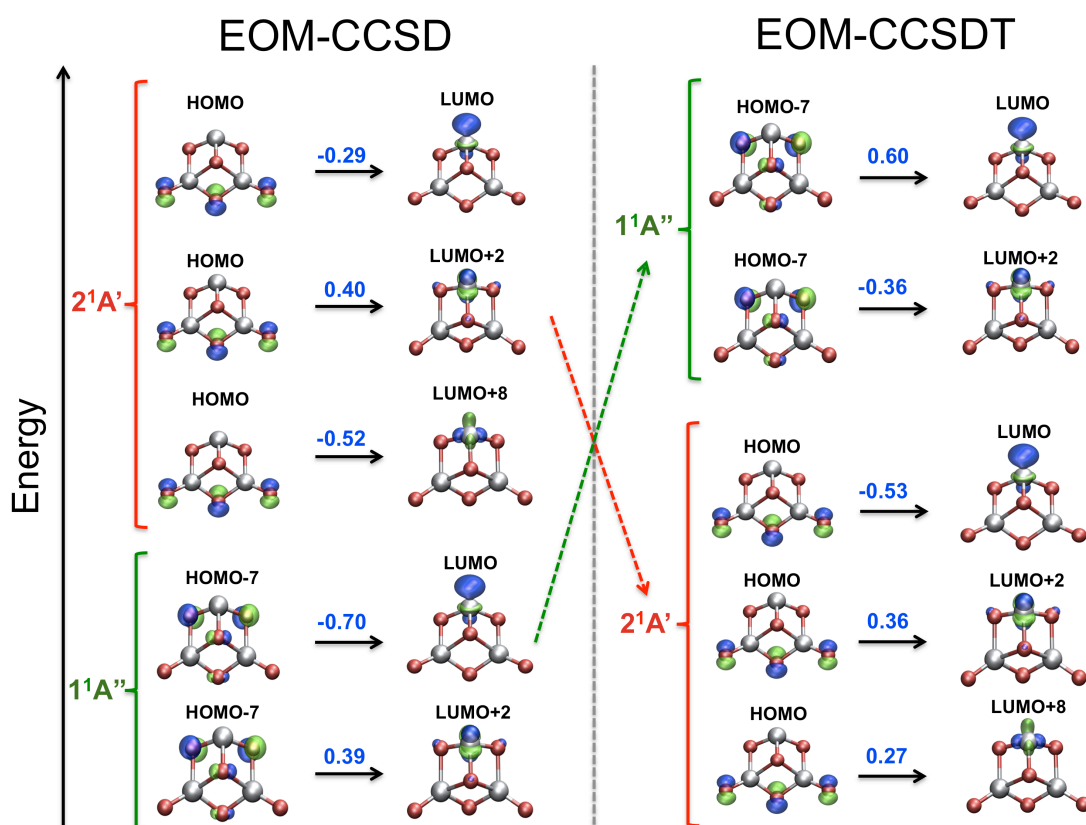 EOM-CCSD
EOM-CCSDT
Energy
2¹A’
HOMO
-0.29
LUMO
HOMO
0.40
LUMO+2
HOMO
-0.52
LUMO+8
1¹A”
HOMO-7
-0.70
LUMO
HOMO-7
0.39
LUMO+2
1¹A”
HOMO-7
0.60
LUMO
HOMO-7
-0.36
LUMO+2
2¹A’
HOMO
-0.53
LUMO
HOMO
0.36
LUMO+2
HOMO
0.27
LUMO+8